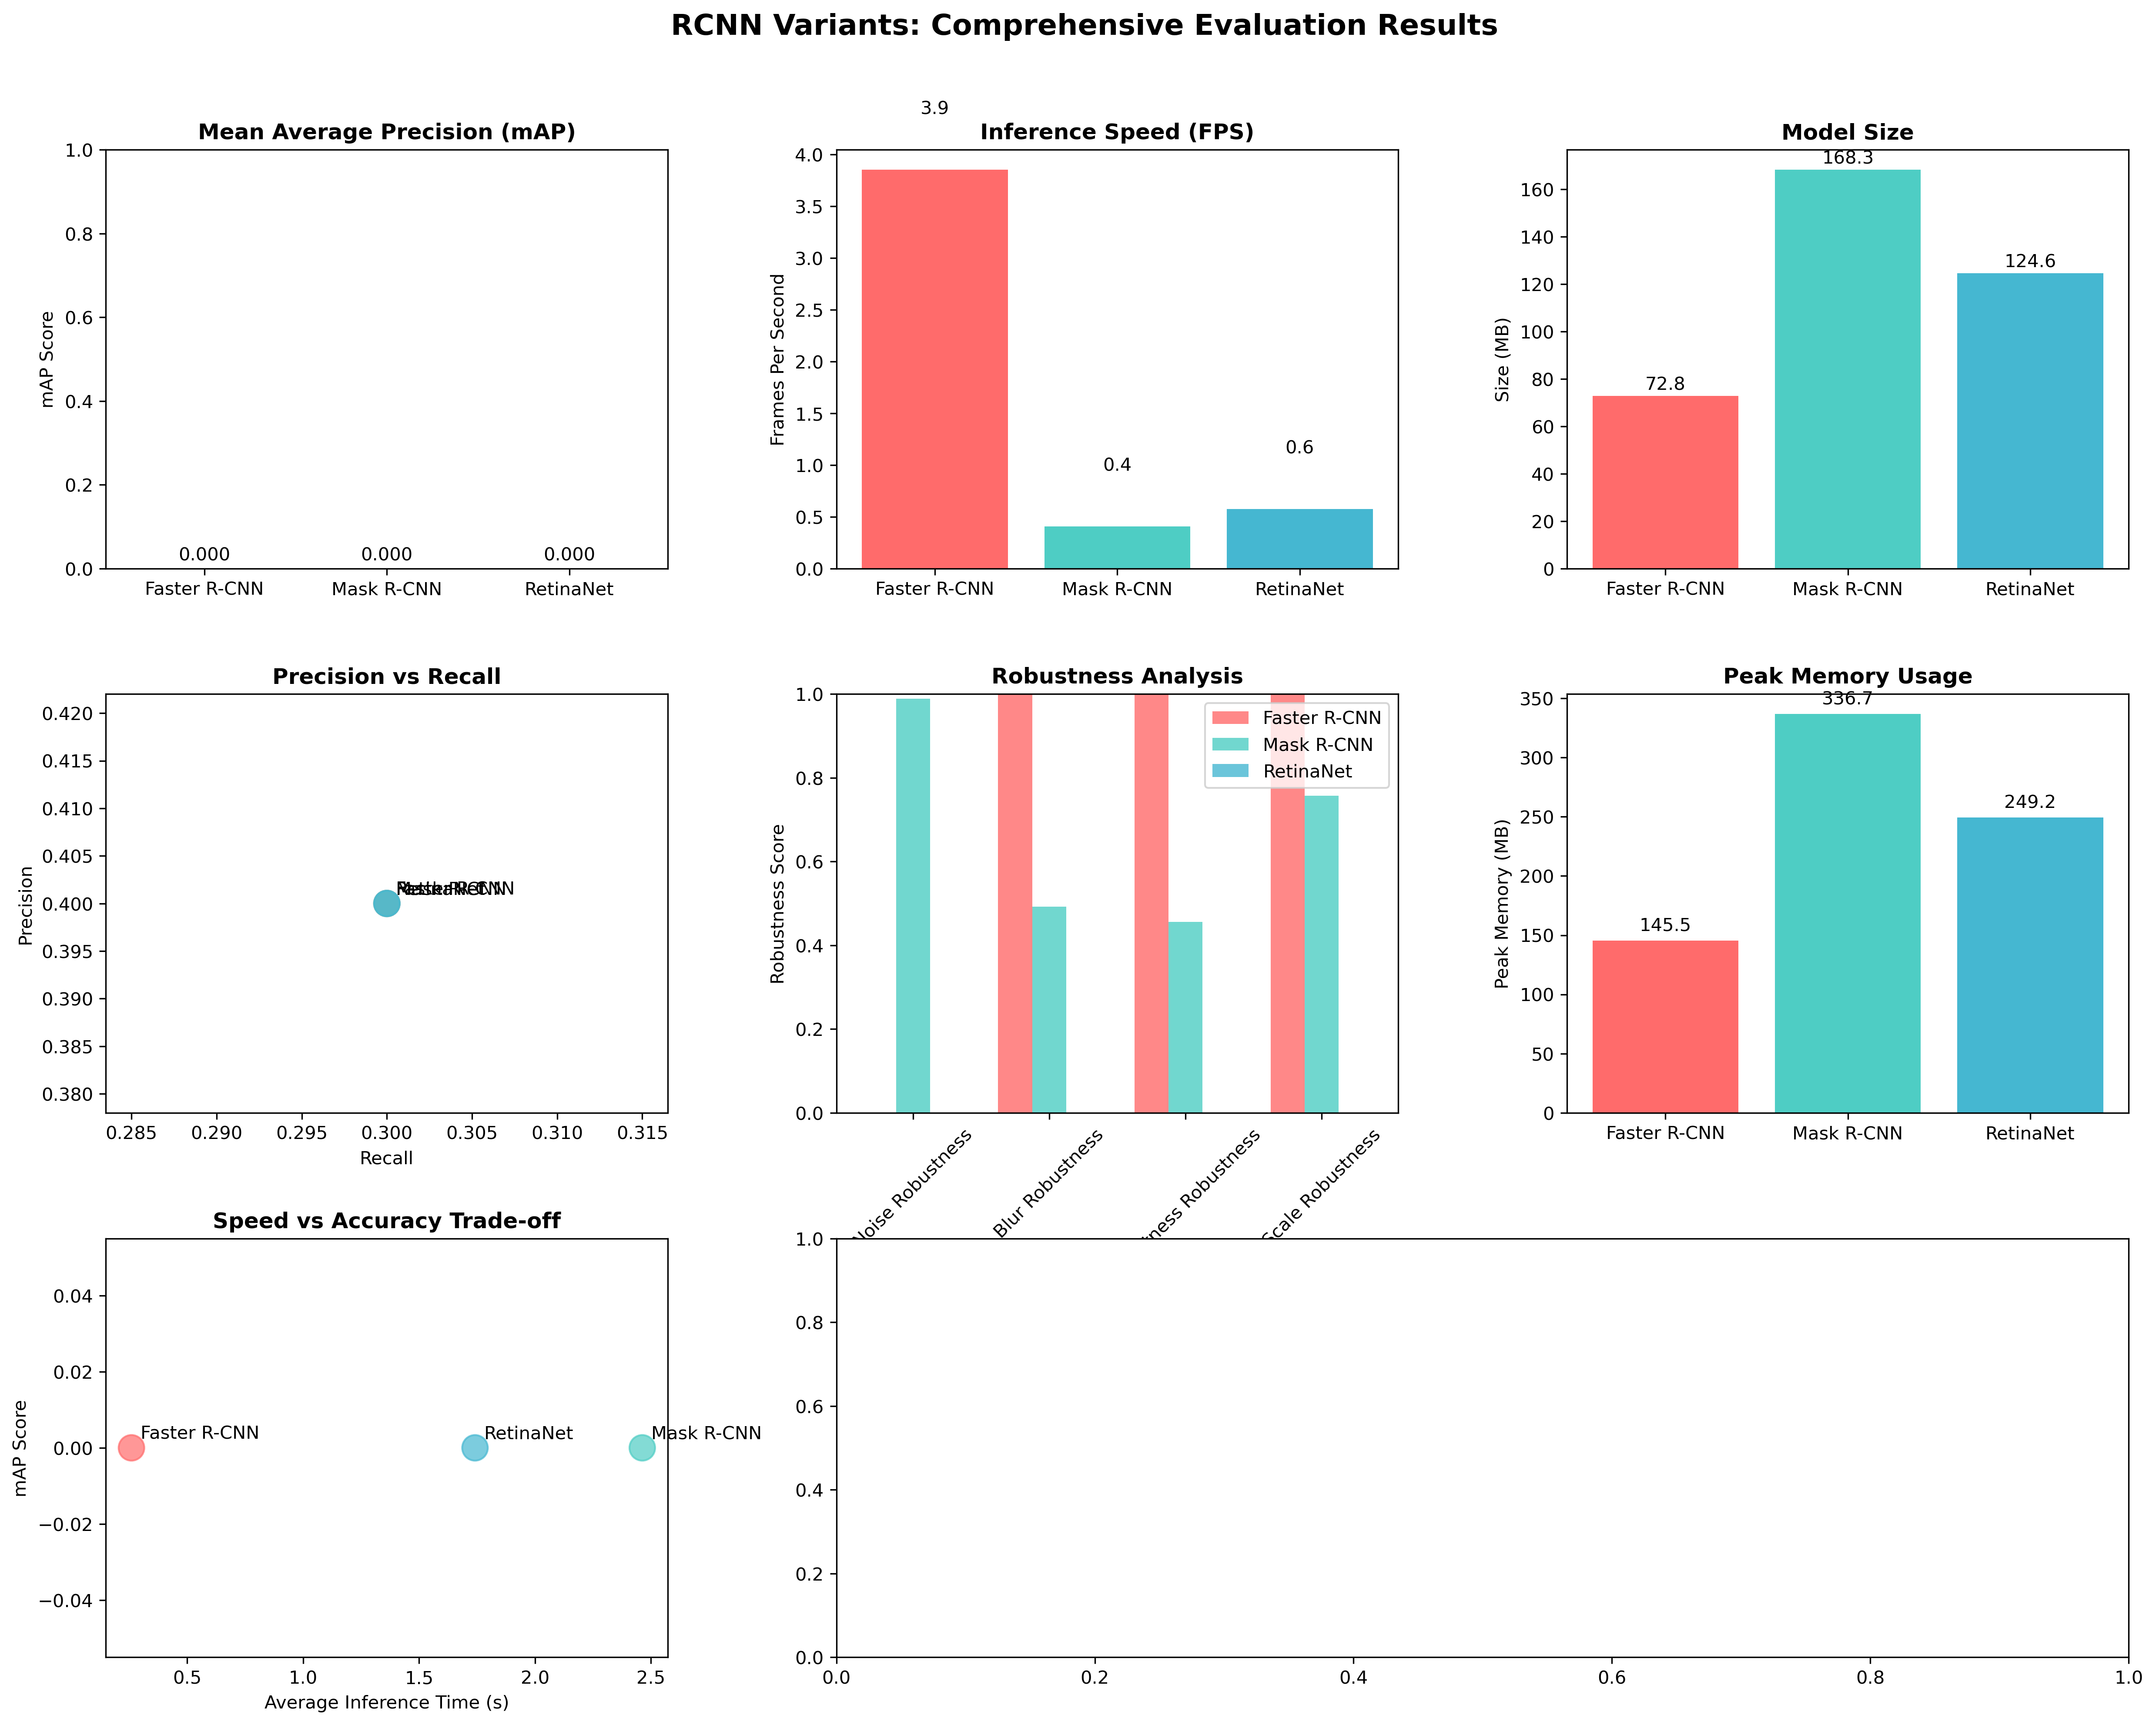 RCNN Variants: Comprehensive Evaluation Results
Mean Average Precision (mAP)
1.0
0.8
0.6
0.4
0.2
0.0
mAP Score
0.000 0.000 0.000
Faster R-CNN Mask R-CNN RetinaNet
3.9
Inference Speed (FPS)
4.0
3.5
3.0
2.5
2.0
1.5
1.0
0.5
0.0
Frames Per Second
0.4
0.6
Faster R-CNN Mask R-CNN RetinaNet
Model Size
168.3
160
140
120
100
80
60
40
20
0
Size (MB)
72.8
124.6
Faster R-CNN Mask R-CNN RetinaNet
Precision vs Recall
0.420
0.415
0.410
0.405
0.400
0.395
0.390
0.385
0.380
Precision
0.285 0.290 0.295 0.300 0.305 0.310 0.315
Recall
Robustness Analysis
1.0
0.8
0.6
0.4
0.2
0.0
Robustness Score
Faster R-CNN
Mask R-CNN
RetinaNet
Robustness
Blur Robustness
Robustness
Scale Robustness
Peak Memory Usage
336.7
350
300
250
200
150
100
50
0
Peak Memory (MB)
145.5
249.2
Faster R-CNN Mask R-CNN RetinaNet
Speed vs Accuracy Trade-off
0.04
0.02
0.00
−0.02
−0.04
mAP Score
Faster R-CNN RetinaNet Mask R-CNN
0.5 1.0 1.5 2.0 2.5
Average Inference Time (s)
1.0
0.8
0.6
0.4
0.2
0.0
0.0 0.2 0.4 0.6 0.8 1.0